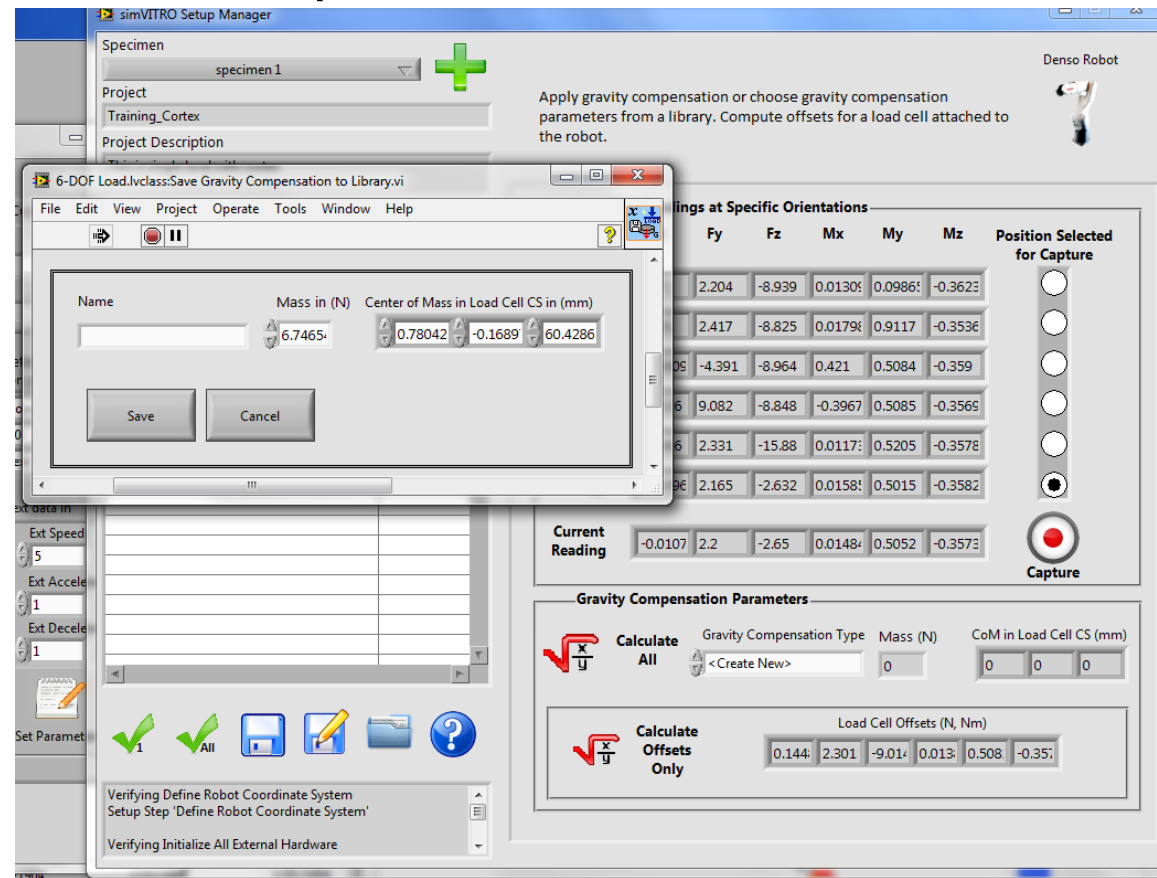 simVITRO Setup Manager
Specimen
specimen 1
Project
Training_Cortex
Project Description
Denso Robot
Apply gravity compensation or choose gravity compensation
parameters from a library. Compute offsets for a load cell attached to
the robot.
6-DOF Load.lvclass:Save Gravity Compensation to Library.vi
File Edit View Project Operate Tools Window Help
Name Mass in (N) Center of Mass in Load Cell CS in (mm)
6.7465 0.78042 -0.1689 60.4286
Save Cancel
at Specific Orientations
Fy Fz Mx My Mz Position Selected
for Capture
2.204 -8.939 0.01309 0.0986 -0.3623
2.417 -8.825 0.01798 0.9117 -0.3536
-4.391 -8.964 0.421 0.5084 -0.359
9.082 -8.848 -0.3967 0.5085 -0.3569
2.331 -15.88 0.0117 0.5205 -0.3578
2.165 -2.632 0.0158 0.5015 -0.3582
Current
Reading -0.0107 2.2 -2.65 0.01484 0.5052 -0.3573
Capture
ext data in
Ext Speed
5
Ext Accele
1
Ext Decele
1
Set Paramet
Gravity Compensation Parameters
Calculate
All
Gravity Compensation Type Mass (N) CoM in Load Cell CS (mm)
<Create New> 0 0 0 0
Calculate
Offsets
Only
Load Cell Offsets (N, Nm)
0.144 2.301 -9.014 0.013 0.508 -0.357
1 All
Verifying Define Robot Coordinate System
Setup Step 'Define Robot Coordinate System'
Verifying Initialize All External Hardware